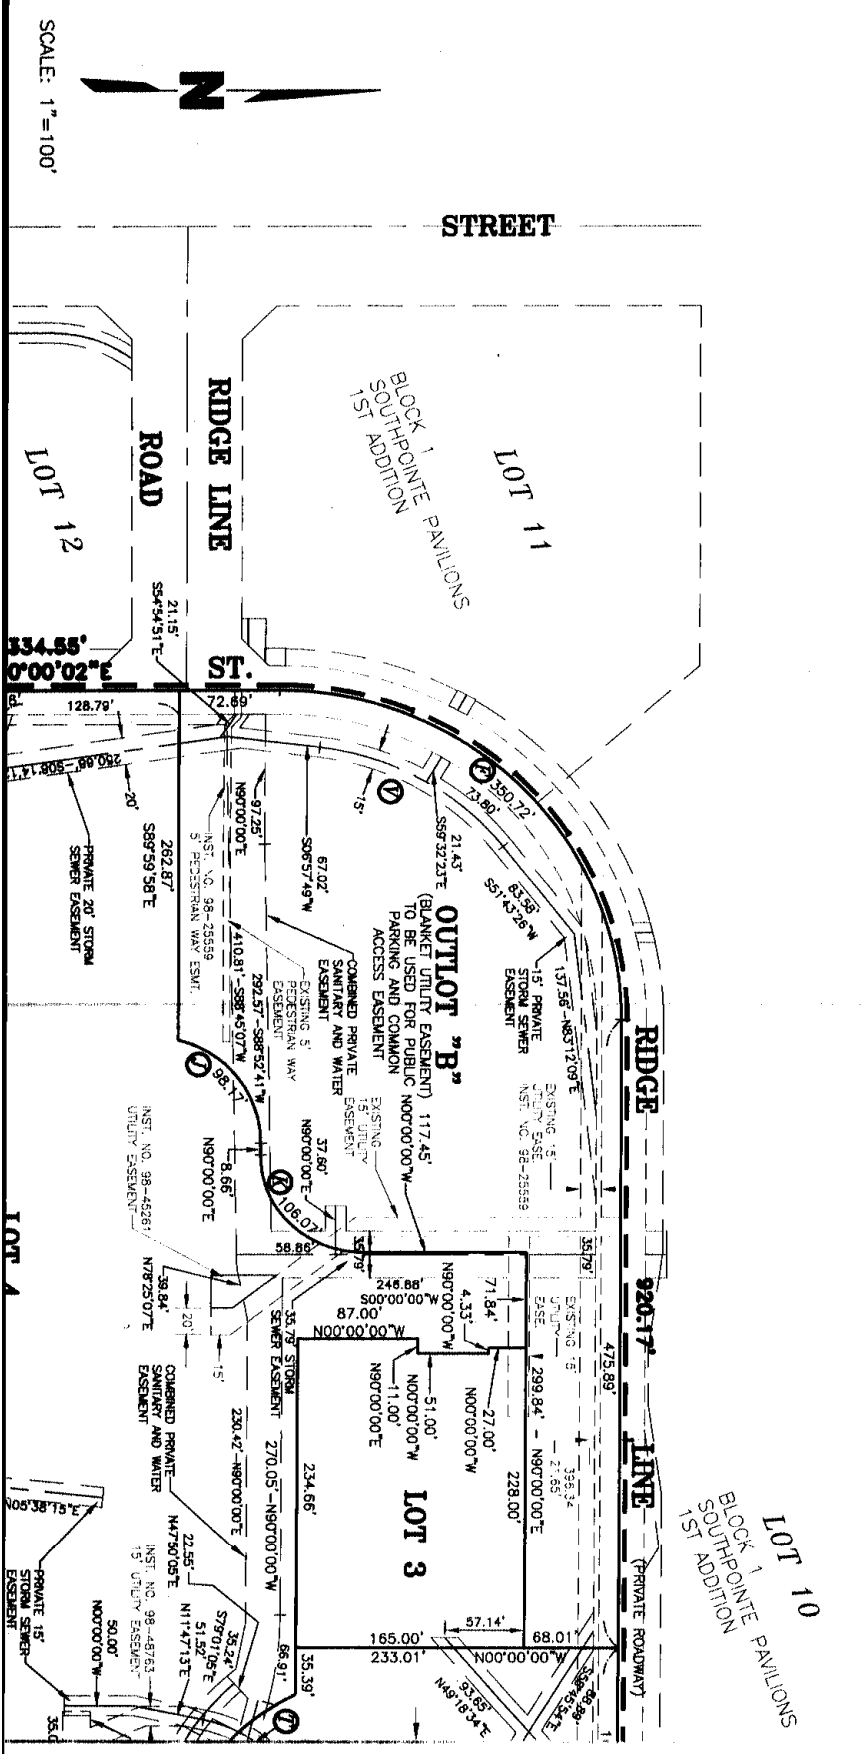 SCALE: 1"=100'
N
STREET
RIDGE LINE
ROAD
ST.
LOT 11
BLOCK 1
SOUTHPOINTE PAVILIONS
1ST ADDITION
LOT 12
334.55'
0°00'02"E
21.15'
S54°54'51"E
128.79'
72.69'
20'
PRIVATE 20' STORM
SEWER EASEMENT
262.87'
S89°59'58"E
97.25'
N90°00'00"E
INST. NO. 98-25559
5' PEDESTRIAN WAY ESMT.
67.02'
S06°57'49"W
15'
V
F
350.72'
73.80'
21.43'
S59°32'23"E
83.58'
S51°43'26"W
OUTLOT "B"
(BLANKET UTILITY EASEMENT)
TO BE USED FOR PUBLIC
PARKING AND COMMON
ACCESS EASEMENT
COMBINED PRIVATE
SANITARY AND WATER
EASEMENT
EXISTING 5'
PEDESTRIAN WAY
EASEMENT
410.81'-S88°45'07"W
292.57'-S88°52'41"W
15' PRIVATE
STORM SEWER
EASEMENT
137.56'-N83°12'09"E
EXISTING 15'
UTILITY EASE.
INST. NO. 98-25559
117.45'
N00°00'00"W
EXISTING
15' UTILITY
EASEMENT
37.60'
N90°00'00"E
J
98.17'
8.66'
N90°00'00"E
K
106.07'
58.86'
35.79'
35.79'
INST. NO. 98-45261
UTILITY EASEMENT
39.84'
N78°25'07"E
20'
15'
35.79' STORM
SEWER EASEMENT
246.88'
S00°00'00"W
87.00'
N00°00'00"W
71.84'
4.33'
N90°00'00"W
27.00'
N00°00'00"W
51.00'
N00°00'00"W
11.00'
N90°00'00"E
299.84' - N90°00'00"E
228.00'
234.66'
LOT 3
EXISTING 15'
UTILITY
EASE.
475.89'
396.34
21.65'
RIDGE
920.17'
LINE
(PRIVATE ROADWAY)
LOT 10
BLOCK 1
SOUTHPOINTE PAVILIONS
1ST ADDITION
COMBINED PRIVATE
SANITARY AND WATER
EASEMENT
230.42'-N90°00'00"E
270.05'-N90°00'00"W
LOT 4
N05°38'15"E
PRIVATE 15'
STORM SEWER
EASEMENT
INST. NO. 98-48763
15' UTILITY EASEMENT
50.00'
N00°00'00"W
22.55'
N47°50'05"E
51.52'
N11°47'13"E
35.24'
S79°01'05"E
66.91'
35.39'
T
165.00'
233.01'
57.14'
68.01'
N00°00'00"W
93.65'
N49°18'34"E
88.89'
S58°45'54"E